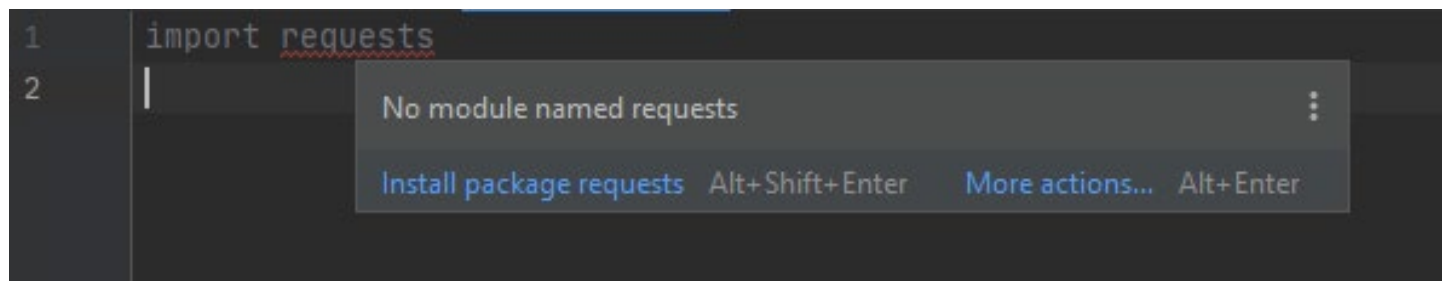 1 import requests
2
No module named requests
Install package requests Alt+Shift+Enter More actions... Alt+Enter